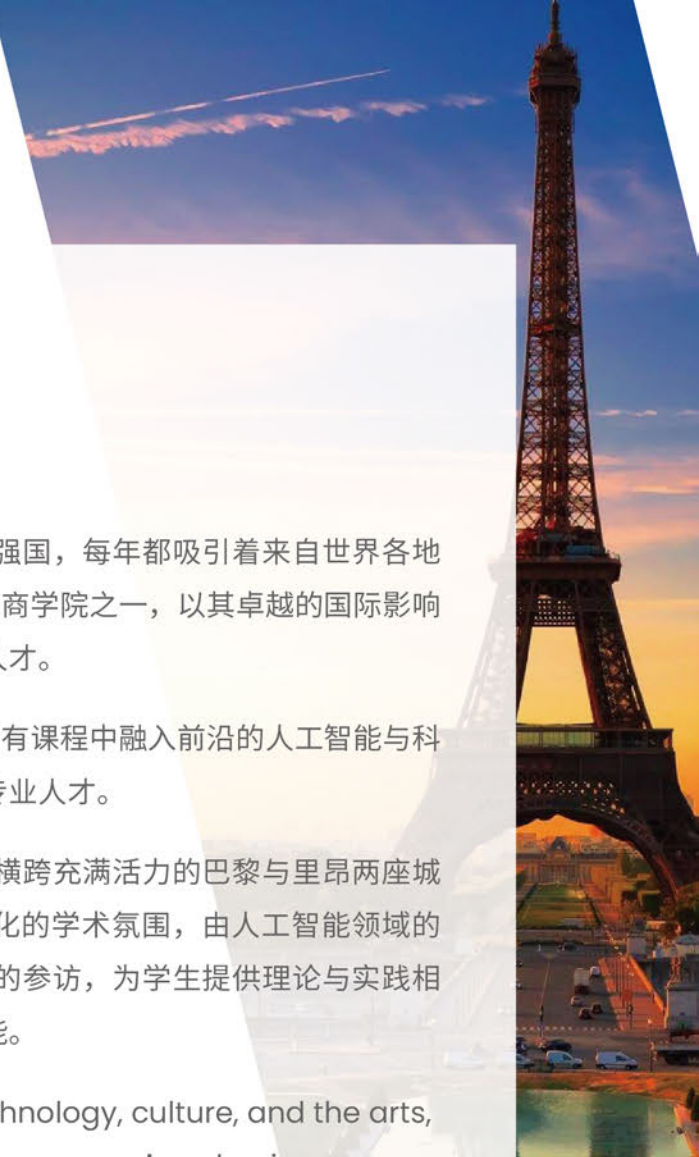 强国，每年都吸引着来自世界各地
商学院之一，以其卓越的国际影响
人才。
有课程中融入前沿的人工智能与科
专业人才。
横跨充满活力的巴黎与里昂两座城
化的学术氛围，由人工智能领域的
的参访，为学生提供理论与实践相
能。
hnology, culture, and the arts,